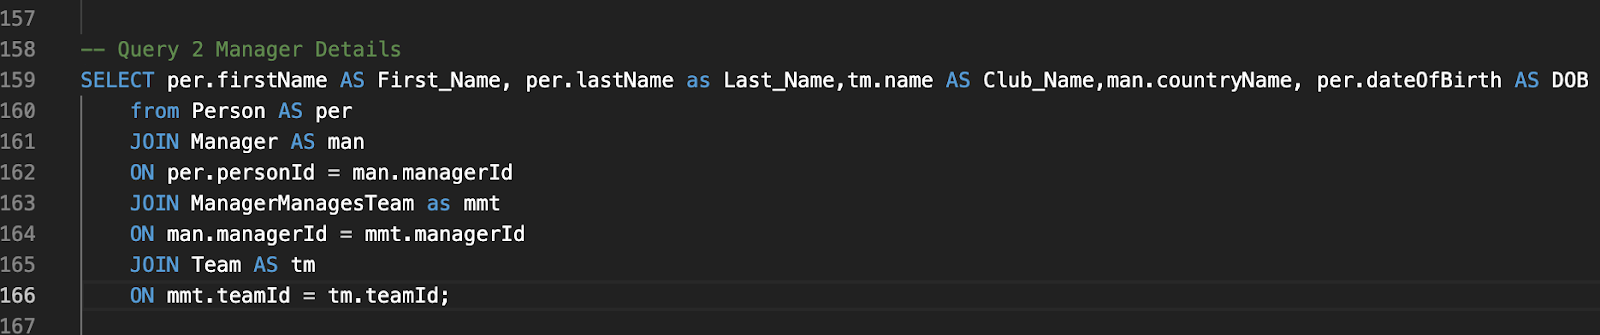 157
158 -- Query 2 Manager Details
159 SELECT per.firstName AS First_Name, per.lastName as Last_Name,tm.name AS Club_Name,man.countryName, per.dateOfBirth AS DOB
160 from Person AS per
161 JOIN Manager AS man
162 ON per.personId = man.managerId
163 JOIN ManagerManagesTeam as mmt
164 ON man.managerId = mmt.managerId
165 JOIN Team AS tm
166 ON mmt.teamId = tm.teamId;
167